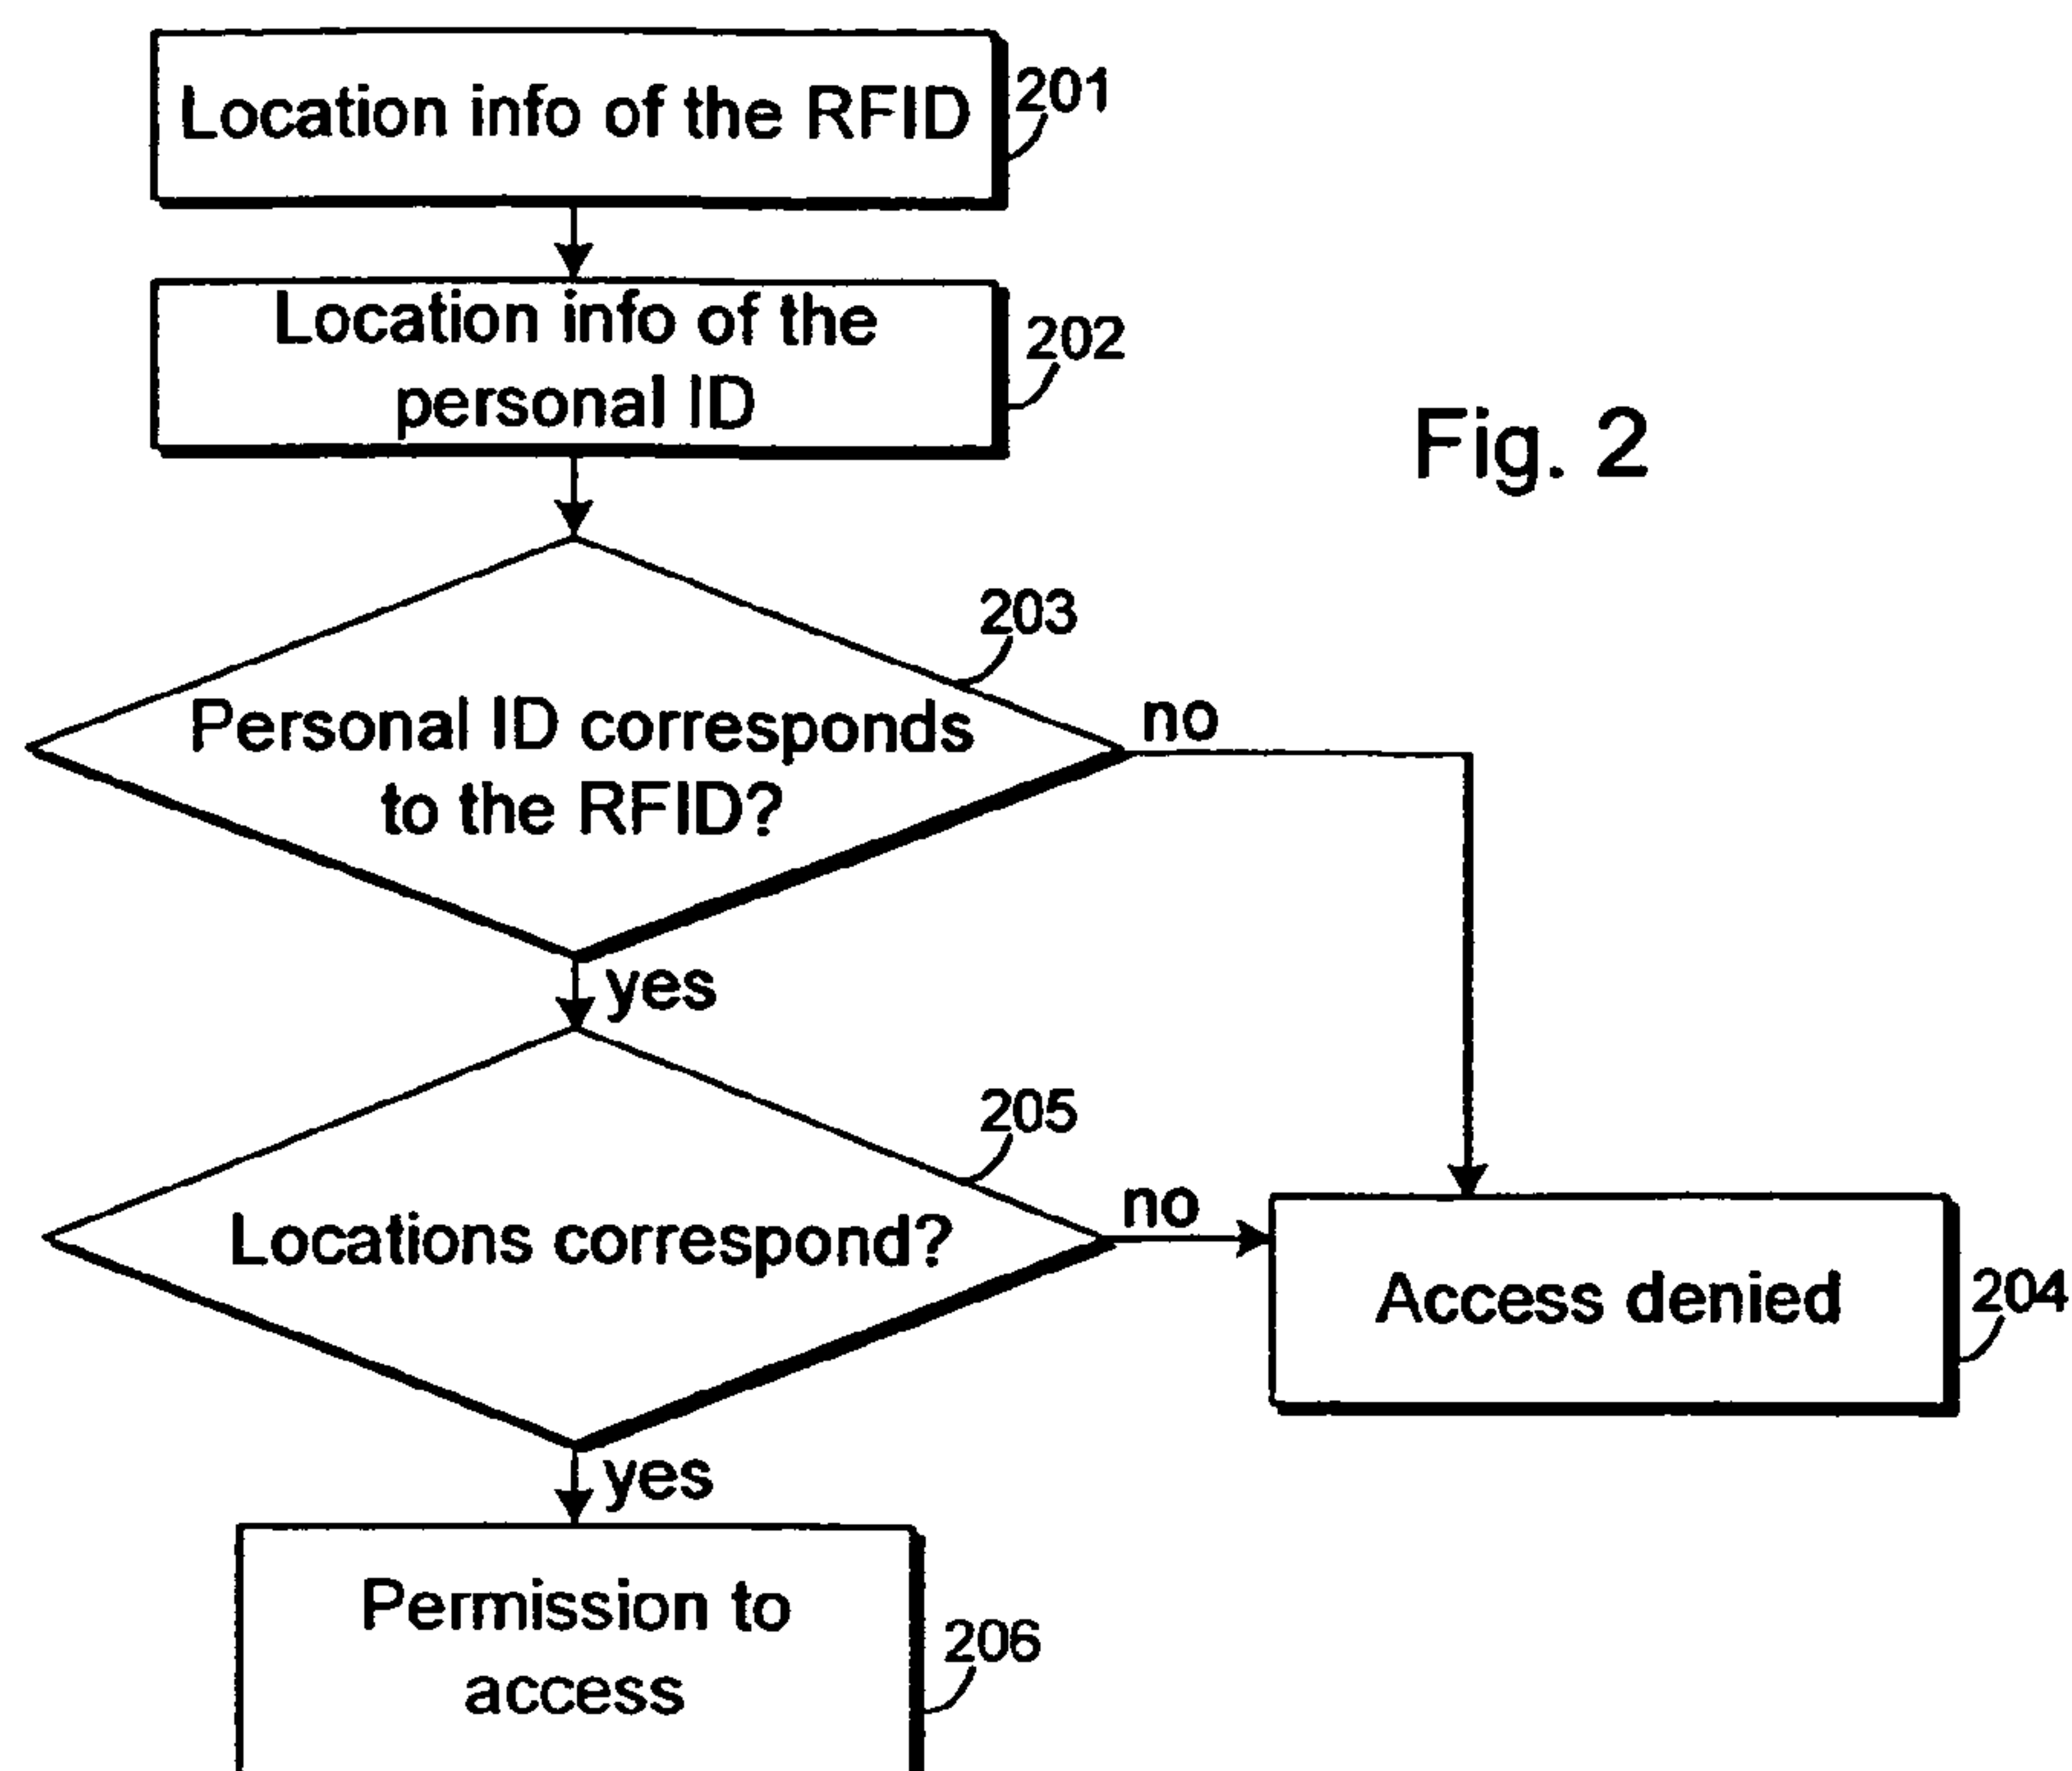 Location info of the RFID
201
Location info of the
personal ID
202
Fig. 2
203
Personal ID corresponds
to the RFID?
no
yes
205
Locations correspond?
no
Access denied
204
yes
Permission to
access
206